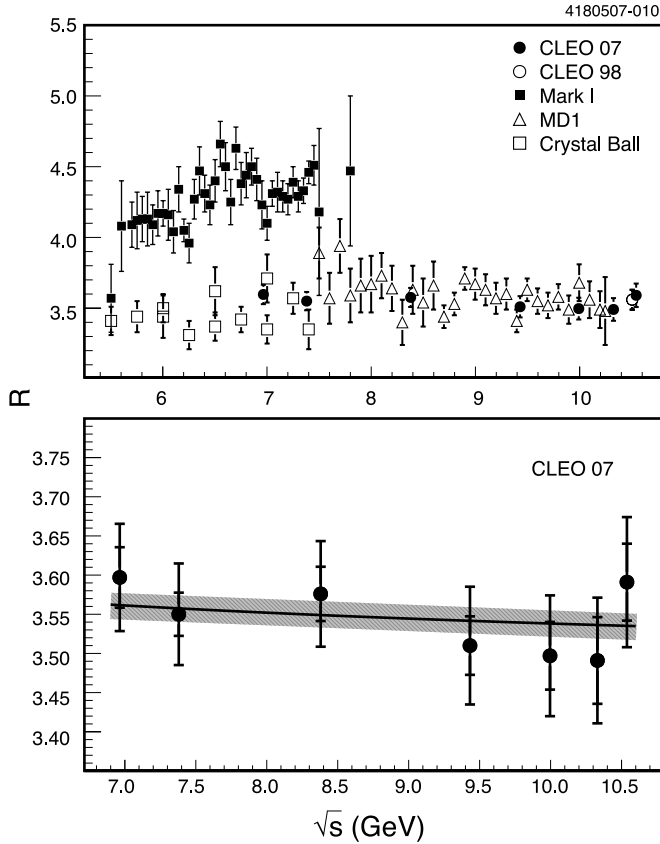 4180507-010
5.5
5.0
4.5
4.0
3.5
CLEO 07
CLEO 98
Mark I
MD1
Crystal Ball
6 7 8 9 10
R
3.75
3.70
3.65
3.60
3.55
3.50
3.45
3.40
CLEO 07
7.0 7.5 8.0 8.5 9.0 9.5 10.0 10.5
√s (GeV)